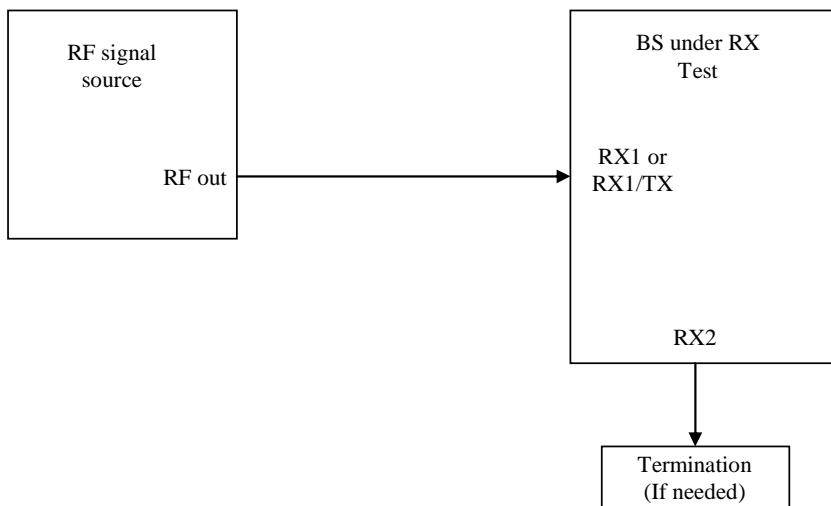 RF signal
source
RF out
BS under RX
Test
RX1 or
RX1/TX
RX2
Termination
(If needed)